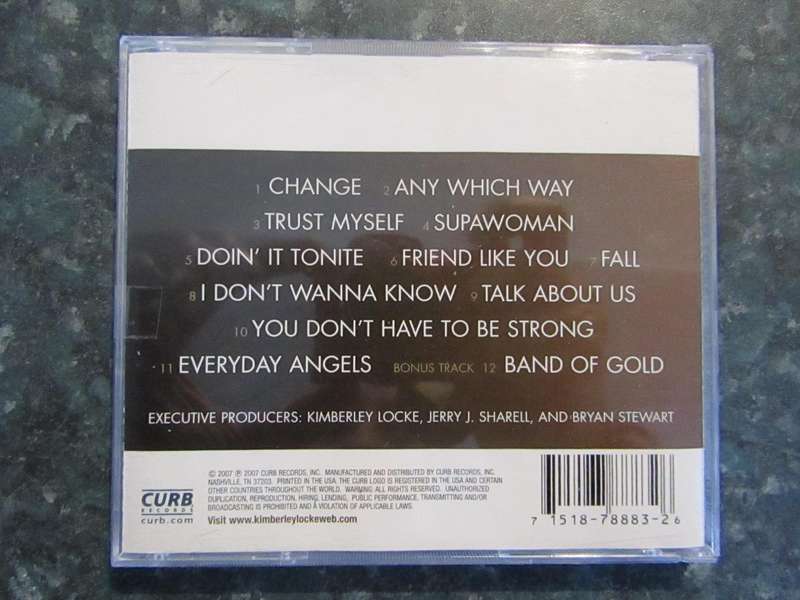 1 CHANGE 2 ANY WHICH WAY
3 TRUST MYSELF 4 SUPAWOMAN
5 DOIN' IT TONITE 6 FRIEND LIKE YOU 7 FALL
8 I DON'T WANNA KNOW 9 TALK ABOUT US
10 YOU DON'T HAVE TO BE STRONG
11 EVERYDAY ANGELS BONUS TRACK 12 BAND OF GOLD
EXECUTIVE PRODUCERS: KIMBERLEY LOCKE, JERRY J. SHARELL, AND BRYAN STEWART
© 2007 ℗ 2007 CURB RECORDS, INC. MANUFACTURED AND DISTRIBUTED BY CURB RECORDS, INC.
NASHVILLE, TN 37203. PRINTED IN THE USA. THE CURB LOGO IS REGISTERED IN THE USA AND CERTAIN
OTHER COUNTRIES THROUGHOUT THE WORLD. WARNING ALL RIGHTS RESERVED. UNAUTHORIZED
DUPLICATION, REPRODUCTION, HIRING, LENDING, PUBLIC PERFORMANCE, TRANSMITTING AND/OR
BROADCASTING IS PROHIBITED AND A VIOLATION OF APPLICABLE LAWS.
Visit www.kimberleylockeweb.com
CURB
RECORDS
curb.com
7 15187-8883-2 6